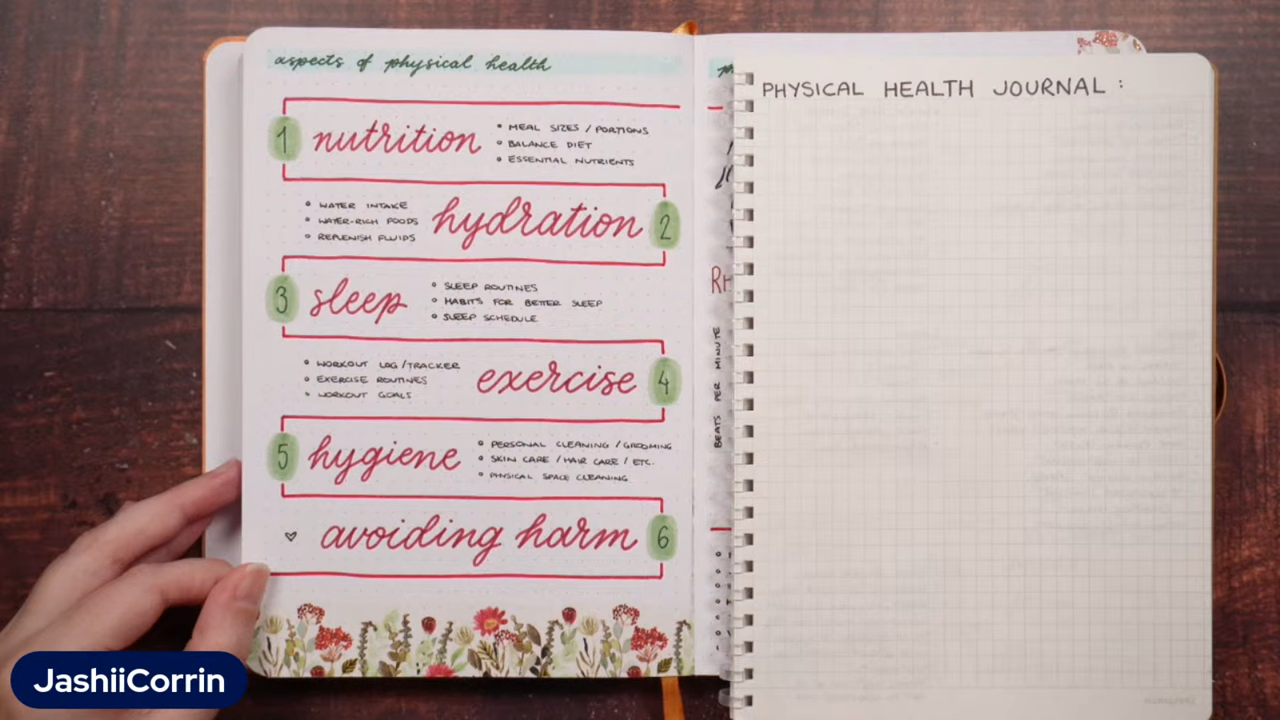 aspects of physical health
1 nutrition
• MEAL SIZES / PORTIONS
• BALANCE DIET
• ESSENTIAL NUTRIENTS
• WATER INTAKE
• WATER-RICH FOODS
• REPLENISH FLUIDS
hydration 2
3 sleep
• SLEEP ROUTINES
• HABITS FOR BETTER SLEEP
• SLEEP SCHEDULE
• WORKOUT LOG/TRACKER
• EXERCISE ROUTINES
• WORKOUT GOALS
exercise 4
5 hygiene
• PERSONAL CLEANING / GROOMING
• SKIN CARE / HAIR CARE / ETC.
• PHYSICAL SPACE CLEANING
♡ avoiding harm 6
BEATS PER MINUTE
PHYSICAL HEALTH JOURNAL :
JashiiCorrin